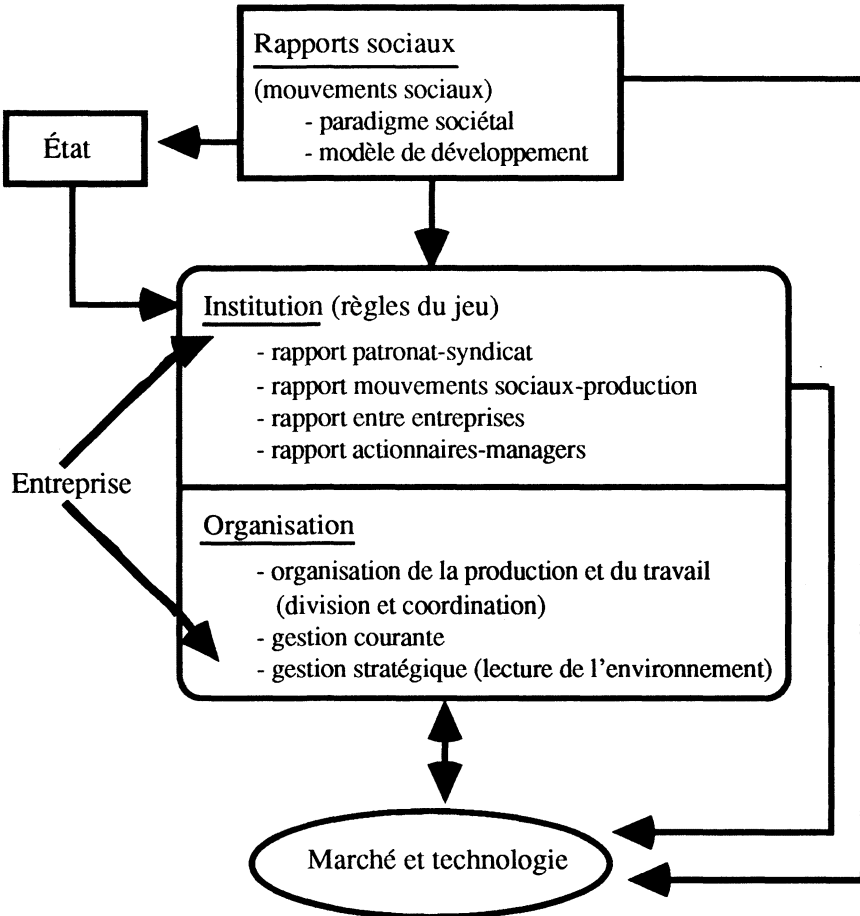 Rapports sociaux
(mouvements sociaux)
- paradigme sociétal
- modèle de développement
État
Institution (règles du jeu)
- rapport patronat-syndicat
- rapport mouvements sociaux-production
- rapport entre entreprises
- rapport actionnaires-managers
Entreprise
Organisation
- organisation de la production et du travail
(division et coordination)
- gestion courante
- gestion stratégique (lecture de l'environnement)
Marché et technologie